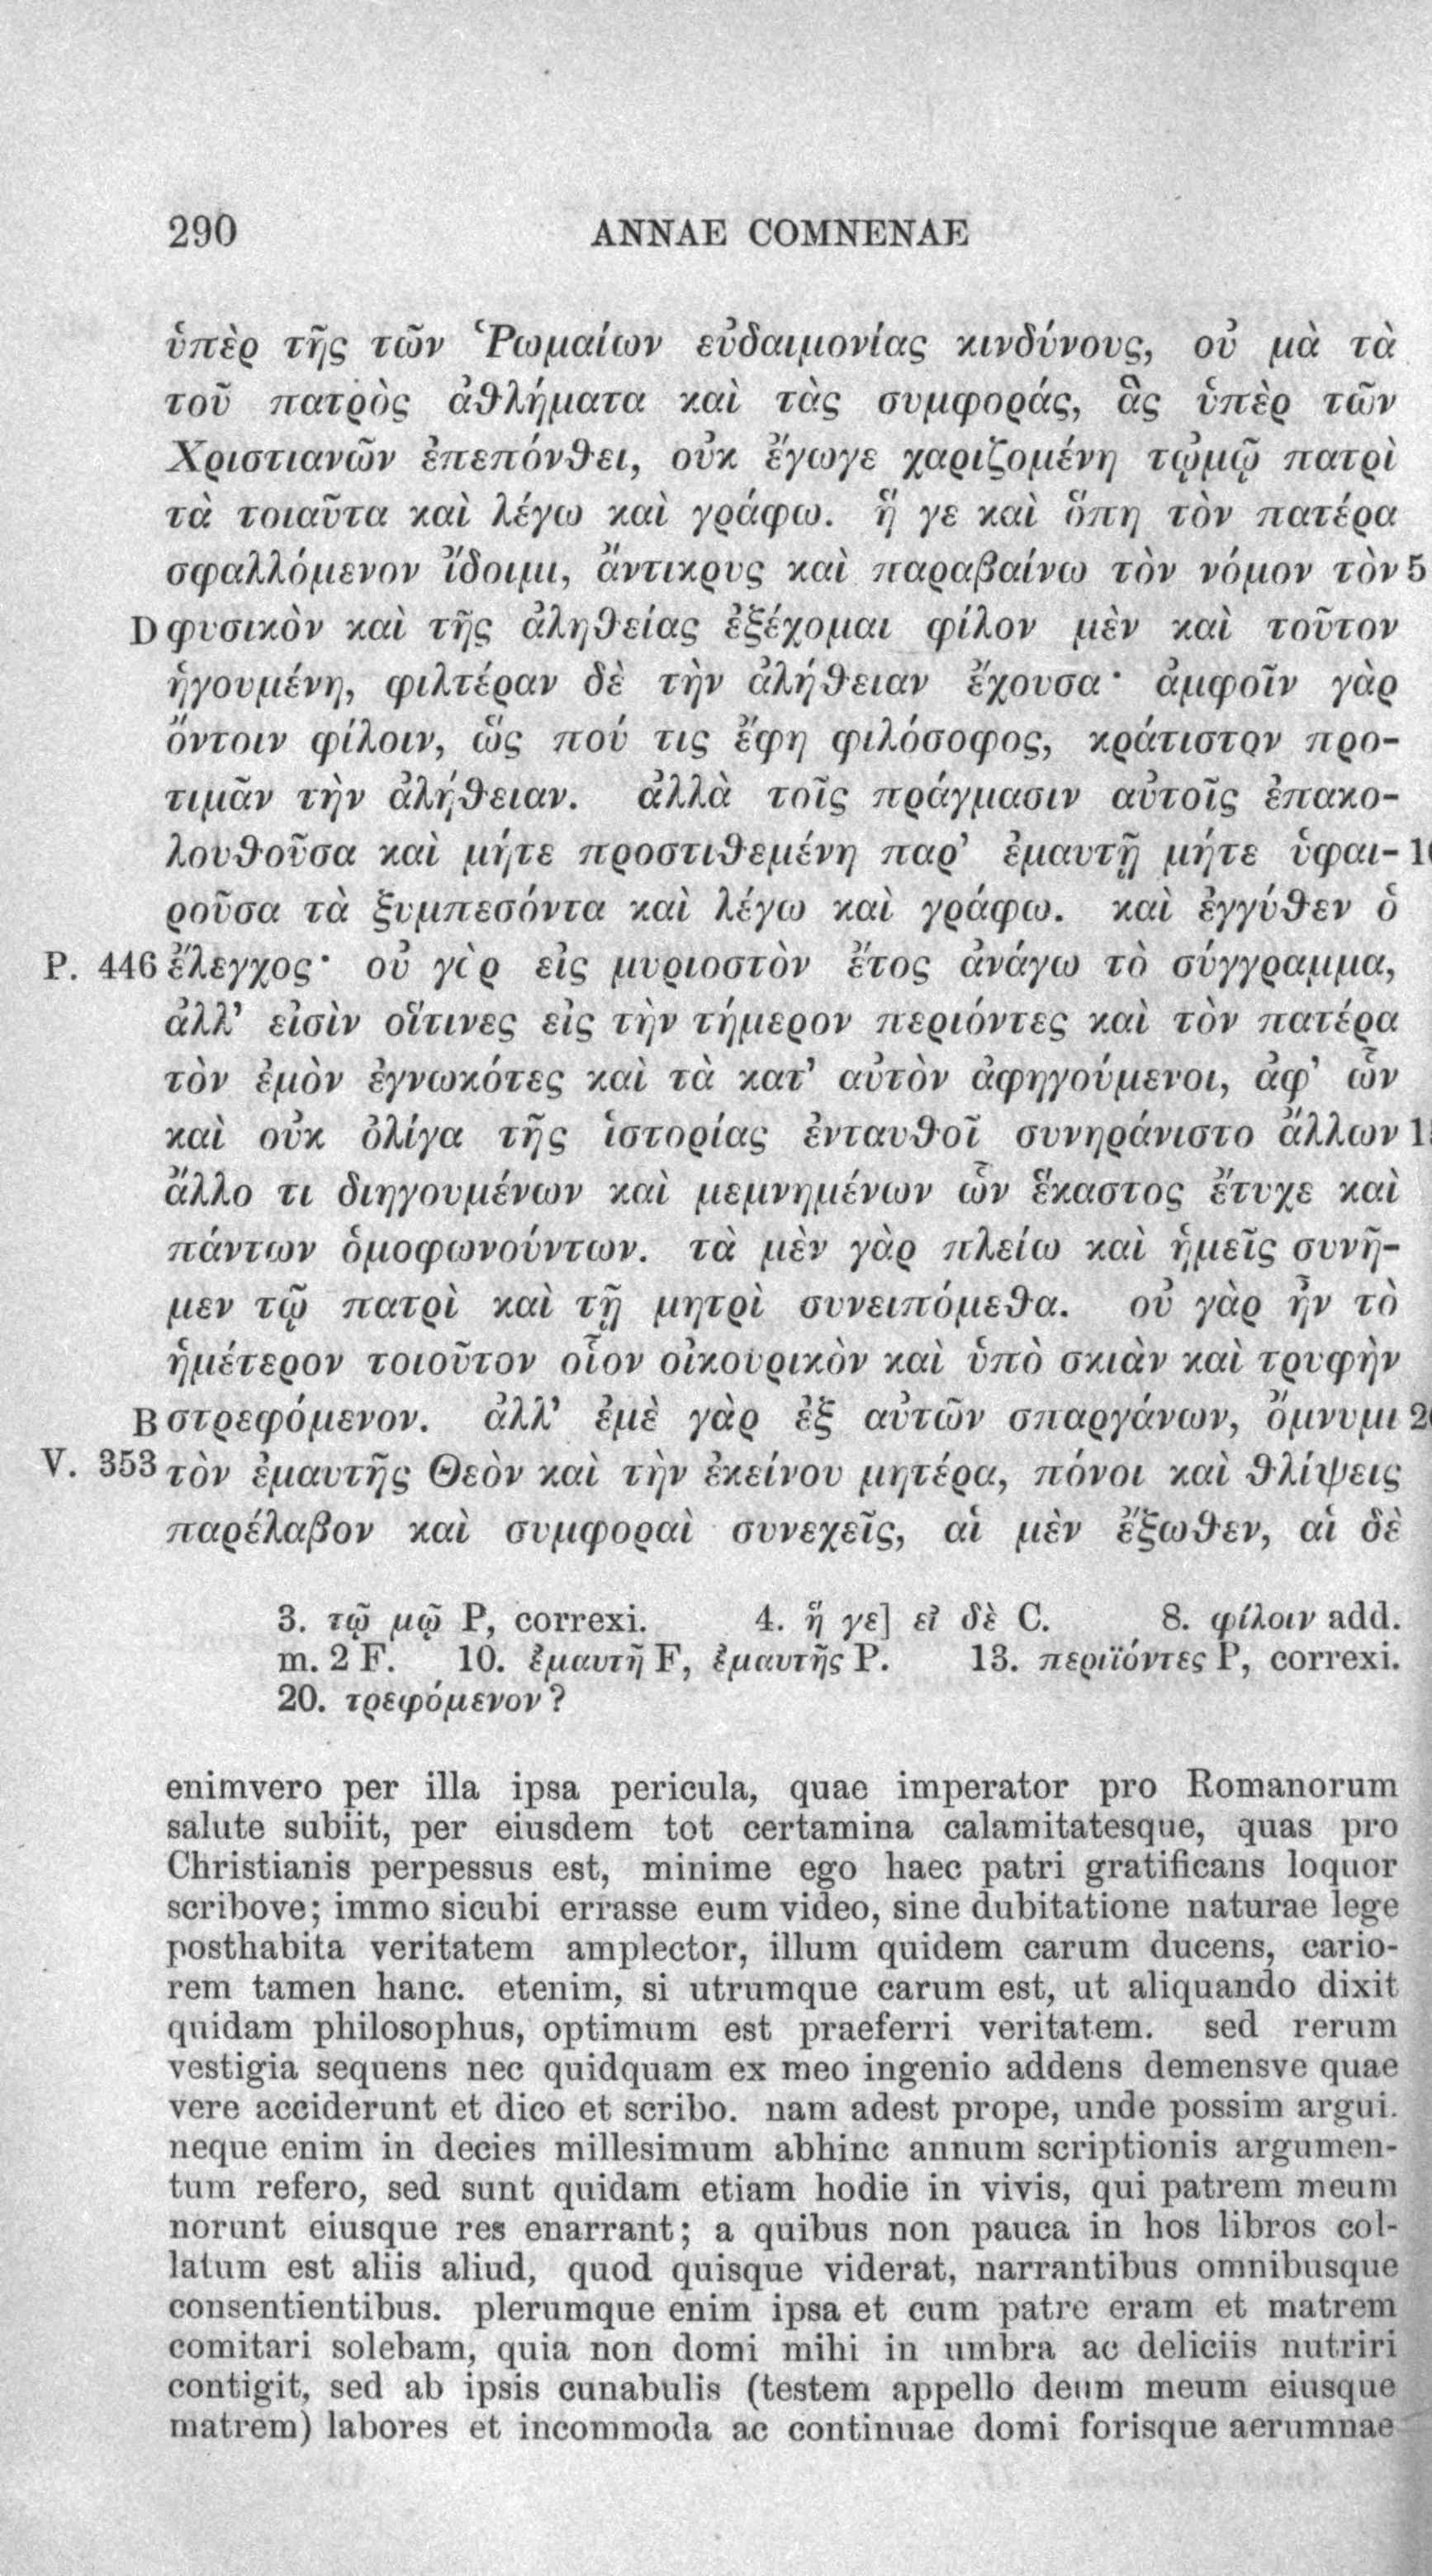 290 ANNAE COMNENAE
ὑπὲρ τῆς τῶν Ῥωμαίων εὐδαιμονίας κινδύνους, οὐ μὰ τὰ
τοῦ πατρὸς ἀθλήματα καὶ τὰς συμφοράς, ἃς ὑπὲρ τῶν
Χριστιανῶν ἐπεπόνθει, οὐκ ἔγωγε χαριζομένη τᾠμῷ πατρὶ
τὰ τοιαῦτα καὶ λέγω καὶ γράφω. ἥ γε καὶ ὅπη τὸν πατέρα
σφαλλόμενον ἴδοιμι, ἄντικρυς καὶ παραβαίνω τὸν νόμον τὸν 5
D φυσικὸν καὶ τῆς ἀληθείας ἐξέχομαι φίλον μὲν καὶ τοῦτον
ἡγουμένη, φιλτέραν δὲ τὴν ἀλήθειαν ἔχουσα· ἀμφοῖν γὰρ
ὄντοιν φίλοιν, ὥς πού τις ἔφη φιλόσοφος, κράτιστον προ-
τιμᾶν τὴν ἀλήθειαν. ἀλλὰ τοῖς πράγμασιν αὐτοῖς ἐπακο-
λουθοῦσα καὶ μήτε προστιθεμένη παρ’ ἐμαυτῇ μήτε ὑφαι- 10
ροῦσα τὰ ξυμπεσόντα καὶ λέγω καὶ γράφω. καὶ ἐγγύθεν ὁ
P. 446 ἔλεγχος· οὐ γὰρ εἰς μυριοστὸν ἔτος ἀνάγω τὸ σύγγραμμα,
ἀλλ’ εἰσὶν οἵτινες εἰς τὴν τήμερον περιόντες καὶ τὸν πατέρα
τὸν ἐμὸν ἐγνωκότες καὶ τὰ κατ’ αὐτὸν ἀφηγούμενοι, ἀφ’ ὧν
καὶ οὐκ ὀλίγα τῆς ἱστορίας ἐνταυθοῖ συνηράνιστο ἄλλων 1
ἄλλο τι διηγουμένων καὶ μεμνημένων ὧν ἕκαστος ἔτυχε καὶ
πάντων ὁμοφωνούντων. τὰ μὲν γὰρ πλείω καὶ ἡμεῖς συνῆ-
μεν τῷ πατρὶ καὶ τῇ μητρὶ συνειπόμεθα. οὐ γὰρ ἦν τὸ
ἡμέτερον τοιοῦτον οἷον οἰκουρικὸν καὶ ὑπὸ σκιὰν καὶ τρυφὴν
B στρεφόμενον. ἀλλ’ ἐμὲ γὰρ ἐξ αὐτῶν σπαργάνων, ὄμνυμι 20
V. 353 τὸν ἐμαυτῆς Θεὸν καὶ τὴν ἐκείνου μητέρα, πόνοι καὶ θλίψεις
παρέλαβον καὶ συμφοραὶ συνεχεῖς, αἱ μὲν ἔξωθεν, αἱ δὲ
3. τῷ μῷ P, correxi. 4. ἥ γε] εἰ δὲ C. 8. φίλοιν add.
m. 2 F. 10. ἐμαυτῆ F, ἐμαυτῆς P. 13. περιϊόντες P, correxi.
20. τρεφόμενον?
enimvero per illa ipsa pericula, quae imperator pro Romanorum
salute subiit, per eiusdem tot certamina calamitatesque, quas pro
Christianis perpessus est, minime ego haec patri gratificans loquor
scribove; immo sicubi errasse eum video, sine dubitatione naturae lege
posthabita veritatem amplector, illum quidem carum ducens, cario-
rem tamen hanc. etenim, si utrumque carum est, ut aliquando dixit
quidam philosophus, optimum est praeferri veritatem. sed rerum
vestigia sequens nec quidquam ex meo ingenio addens demensve quae
vere acciderunt et dico et scribo. nam adest prope, unde possim argui.
neque enim in decies millesimum abhinc annum scriptionis argumen-
tum refero, sed sunt quidam etiam hodie in vivis, qui patrem meum
norunt eiusque res enarrant; a quibus non pauca in hos libros col-
latum est aliis aliud, quod quisque viderat, narrantibus omnibusque
consentientibus. plerumque enim ipsa et cum patre eram et matrem
comitari solebam, quia non domi mihi in umbra ac deliciis nutriri
contigit, sed ab ipsis cunabulis (testem appello deum meum eiusque
matrem) labores et incommoda ac continuae domi forisque aerumnae